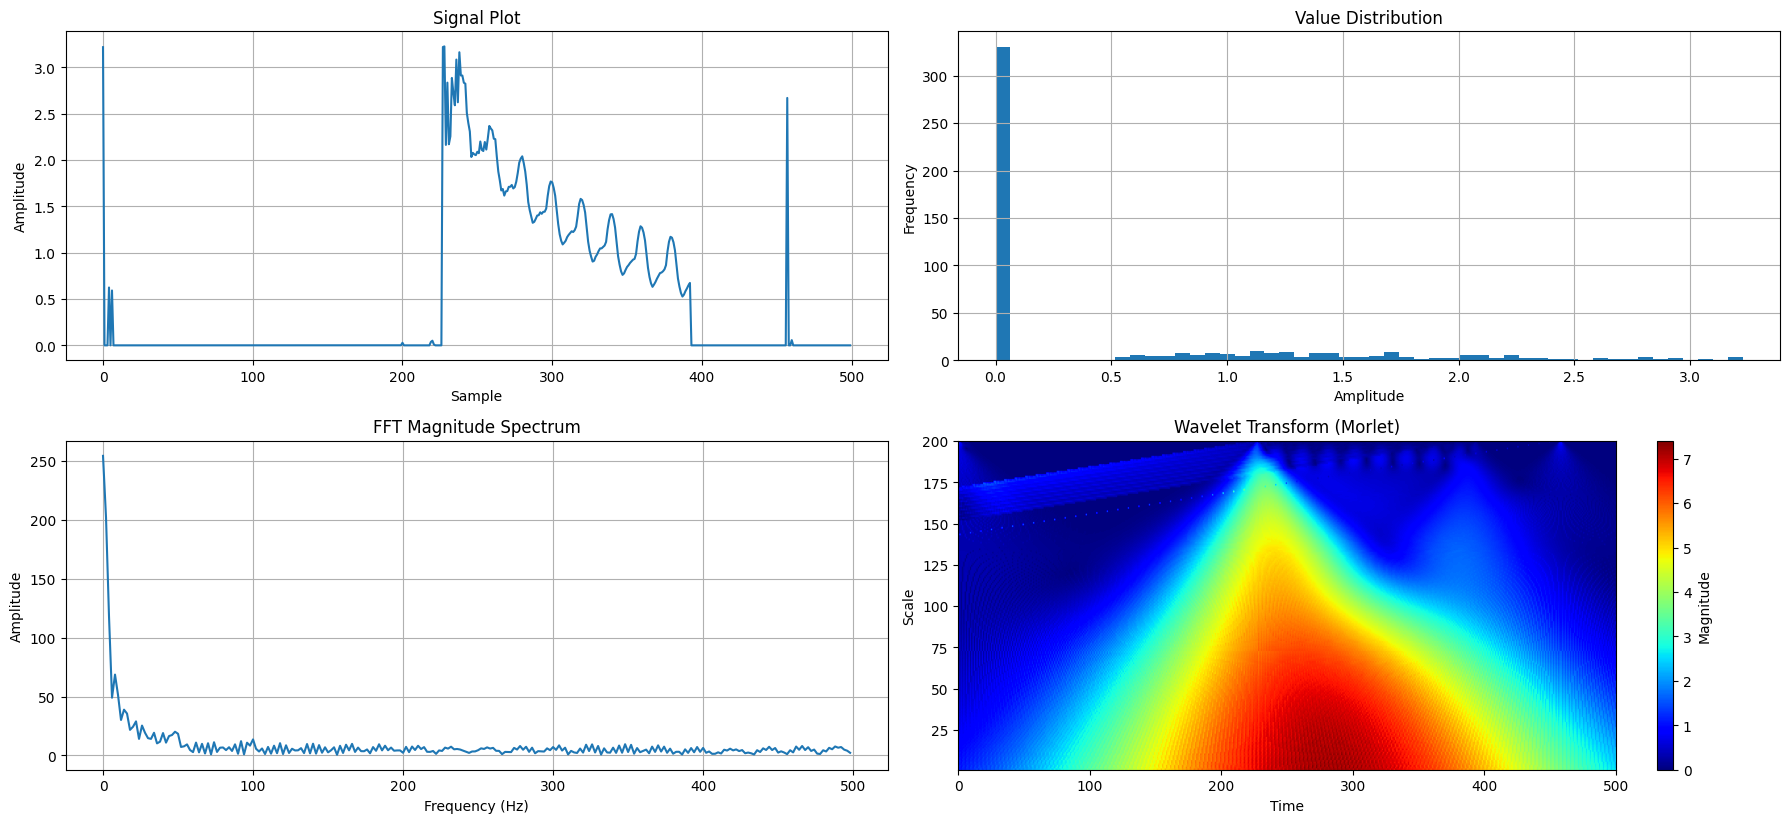 Signal Plot
Amplitude
3.0
2.5
2.0
1.5
1.0
0.5
0.0
0 100 200 300 400 500
Sample
Value Distribution
Frequency
300
250
200
150
100
50
0
0.0 0.5 1.0 1.5 2.0 2.5 3.0
Amplitude
FFT Magnitude Spectrum
Amplitude
250
200
150
100
50
0
0 100 200 300 400 500
Frequency (Hz)
Wavelet Transform (Morlet)
Scale
200
175
150
125
100
75
50
25
0 100 200 300 400 500
Time
7
6
5
4
3
2
1
0
Magnitude